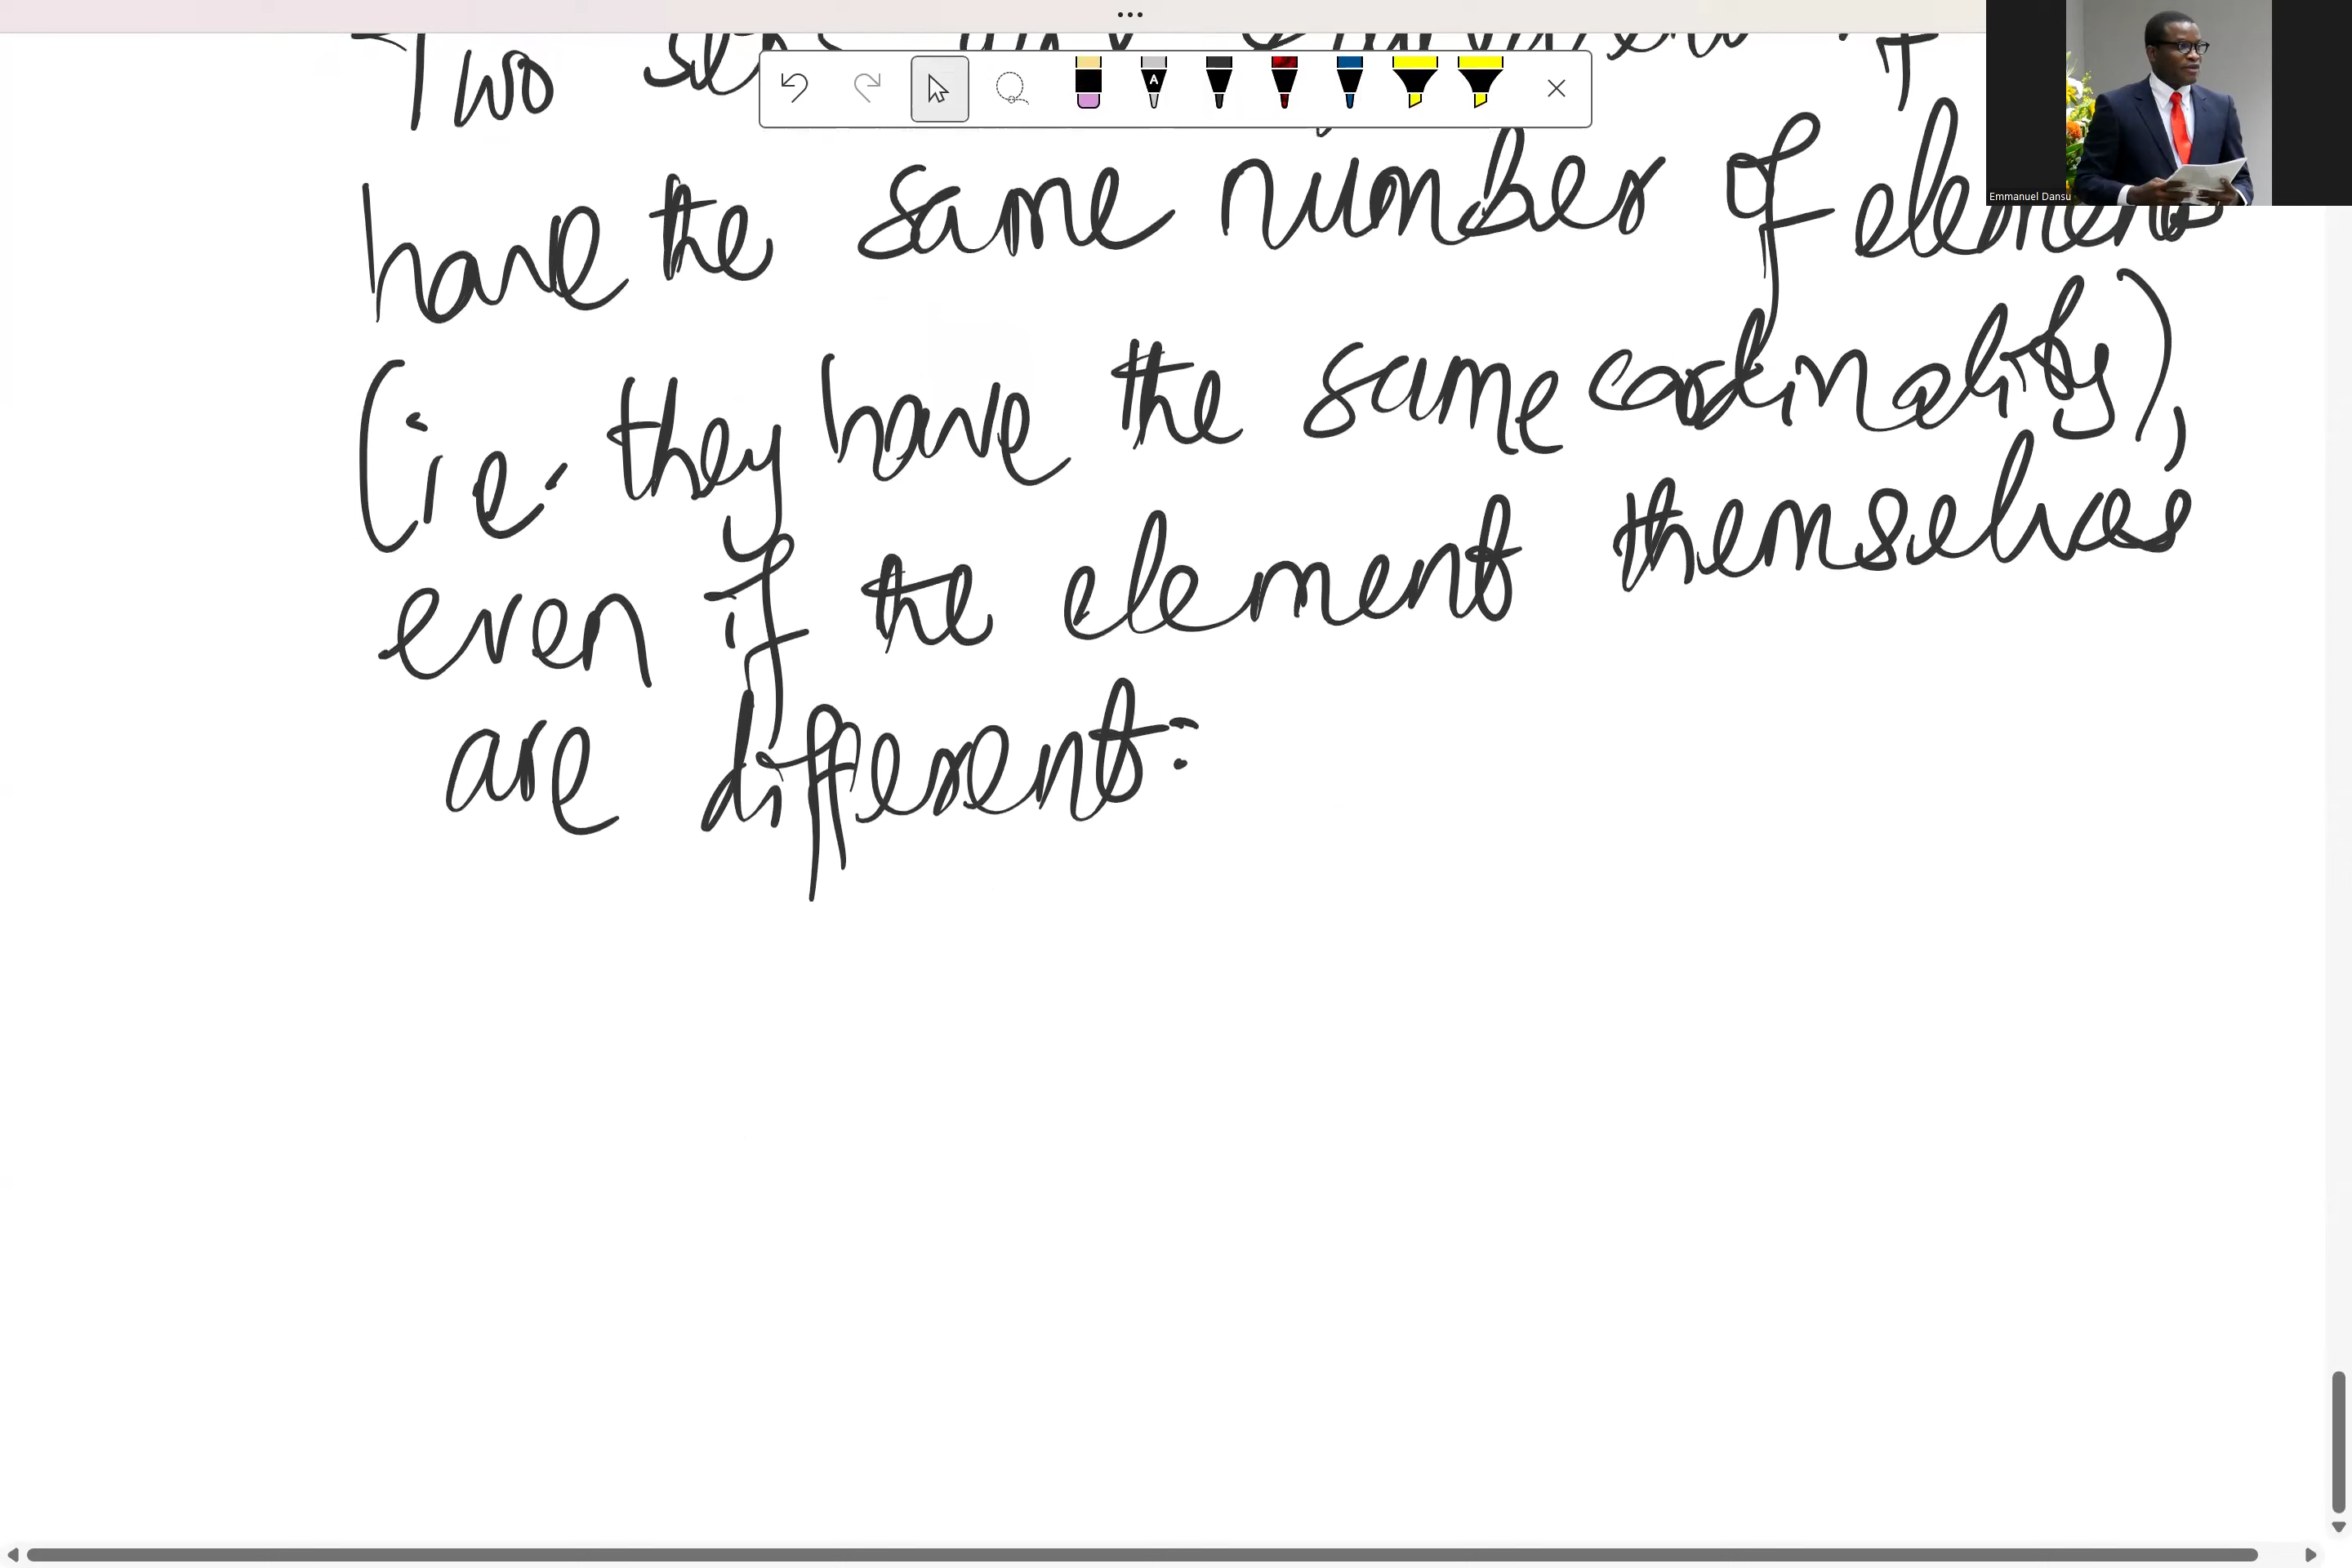 Two
have the same number of elements
(i.e. they have the same cardinality),
even if the element themselves
are different:
Emmanuel Dansu
A